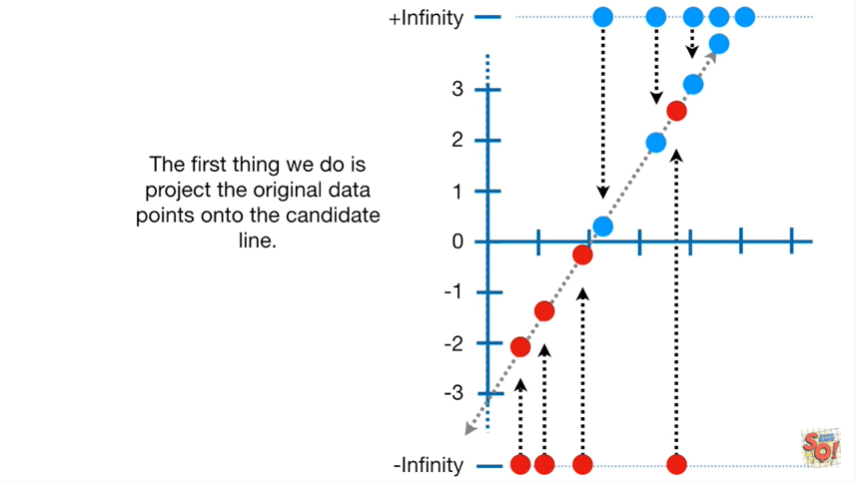 +Infinity
3
2
The first thing we do is
project the original data
points onto the candidate
line.
1
0
-1
-2
-3
-Infinity
SQ!